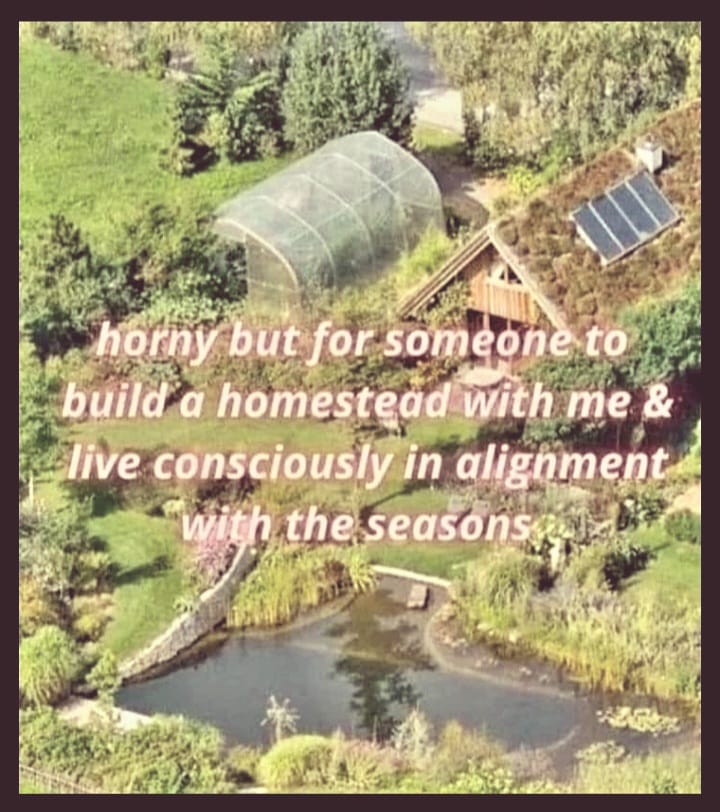 horny but for someone to
build a homestead with me &
live consciously in alignment
with the seasons